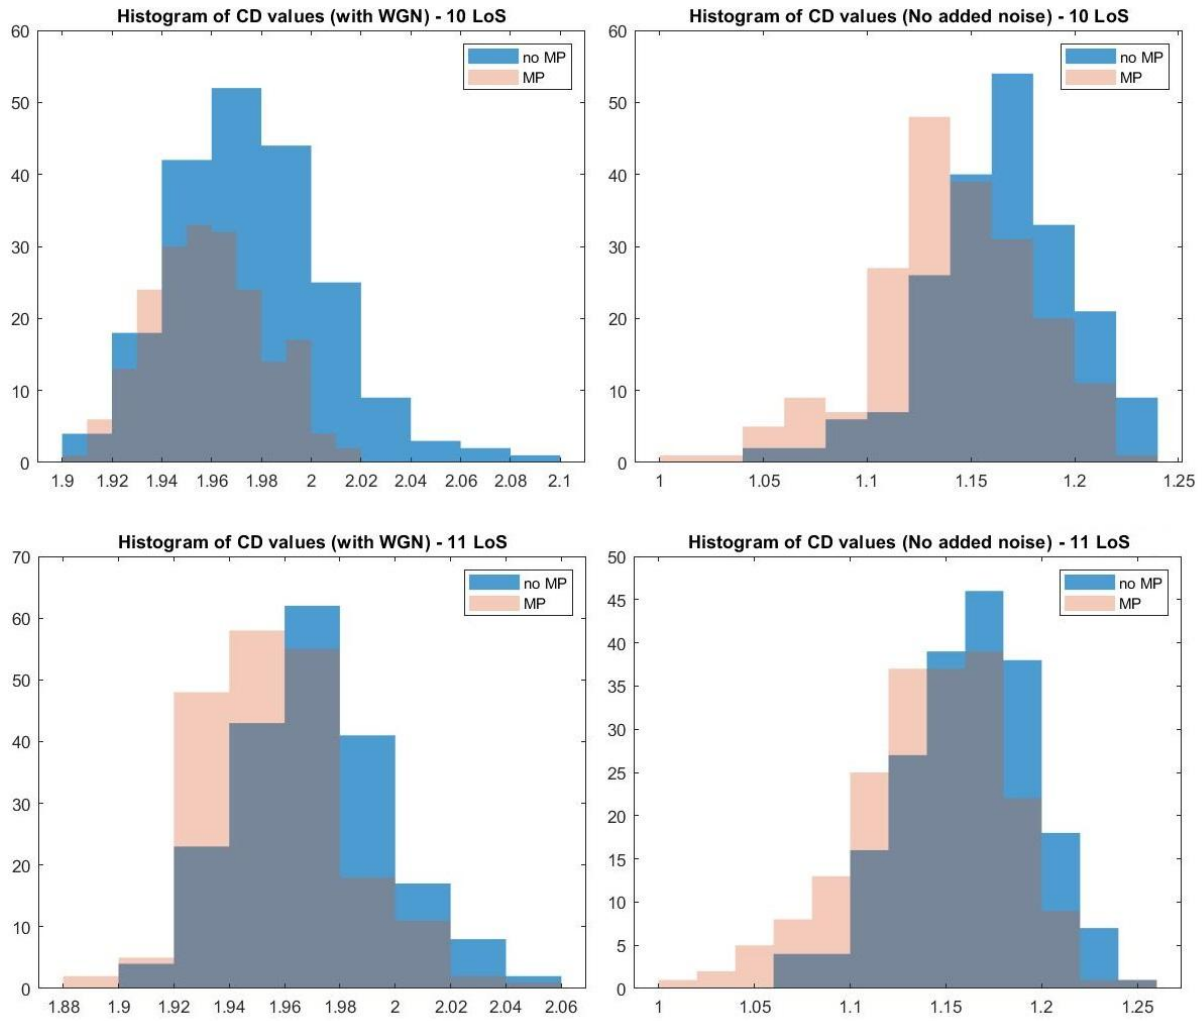 Histogram of CD values (with WGN) - 10 LoS
60
50
40
30
20
10
0
1.9 1.92 1.94 1.96 1.98 2 2.02 2.04 2.06 2.08 2.1
no MP
MP
Histogram of CD values (No added noise) - 10 LoS
60
50
40
30
20
10
0
1 1.05 1.1 1.15 1.2 1.25
no MP
MP
Histogram of CD values (with WGN) - 11 LoS
70
60
50
40
30
20
10
0
1.88 1.9 1.92 1.94 1.96 1.98 2 2.02 2.04 2.06
no MP
MP
Histogram of CD values (No added noise) - 11 LoS
50
45
40
35
30
25
20
15
10
5
0
1 1.05 1.1 1.15 1.2 1.25
no MP
MP